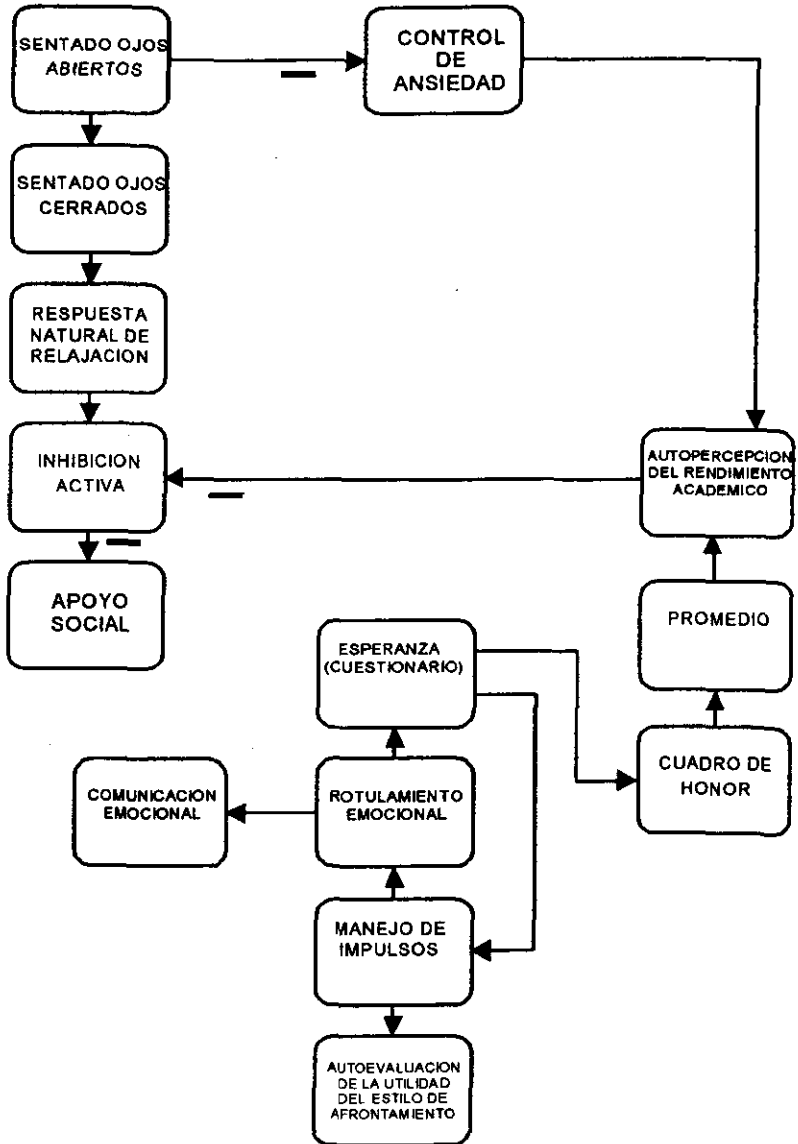 SENTADO OJOS
ABIERTOS
CONTROL
DE
ANSIEDAD
SENTADO OJOS
CERRADOS
RESPUESTA
NATURAL DE
RELAJACION
INHIBICION
ACTIVA
AUTOPERCEPCION
DEL RENDIMIENTO
ACADEMICO
APOYO
SOCIAL
PROMEDIO
ESPERANZA
(CUESTIONARIO)
CUADRO DE
HONOR
COMUNICACION
EMOCIONAL
ROTULAMIENTO
EMOCIONAL
MANEJO DE
IMPULSOS
AUTOEVALUACION
DE LA UTILIDAD
DEL ESTILO DE
AFRONTAMIENTO